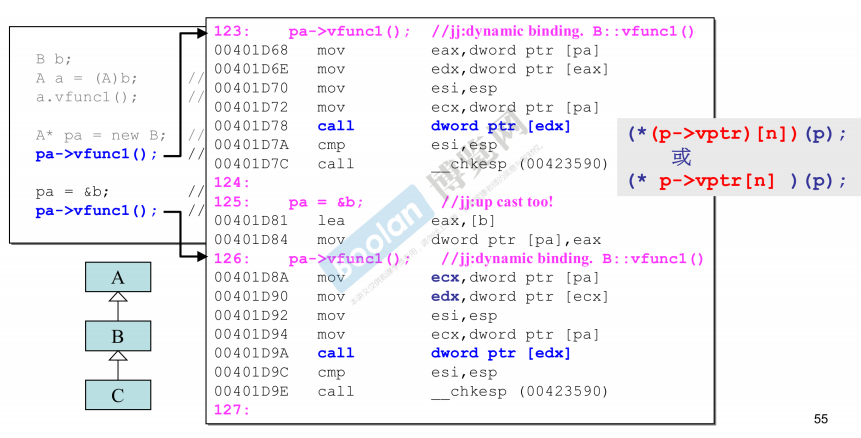 B b;
A a = (A)b; //
a.vfunc1(); //
A* pa = new B; //
pa->vfunc1(); //
pa = &b; //
pa->vfunc1(); //
123: pa->vfunc1(); //jj:dynamic binding. B::vfunc1()
00401D68 mov eax,dword ptr [pa]
00401D6E mov edx,dword ptr [eax]
00401D70 mov esi,esp
00401D72 mov ecx,dword ptr [pa]
00401D78 call dword ptr [edx]
00401D7A cmp esi,esp
00401D7C call __chkesp (00423590)
124:
125: pa = &b; //jj:up cast too!
00401D81 lea eax,[b]
00401D84 mov dword ptr [pa],eax
126: pa->vfunc1(); //jj:dynamic binding. B::vfunc1()
00401D8A mov ecx,dword ptr [pa]
00401D90 mov edx,dword ptr [ecx]
00401D92 mov esi,esp
00401D94 mov ecx,dword ptr [pa]
00401D9A call dword ptr [edx]
00401D9C cmp esi,esp
00401D9E call __chkesp (00423590)
127:
(*(p->vptr)[n])(p);
或
(* p->vptr[n] )(p);
A
B
C
Boolan
博览网
55